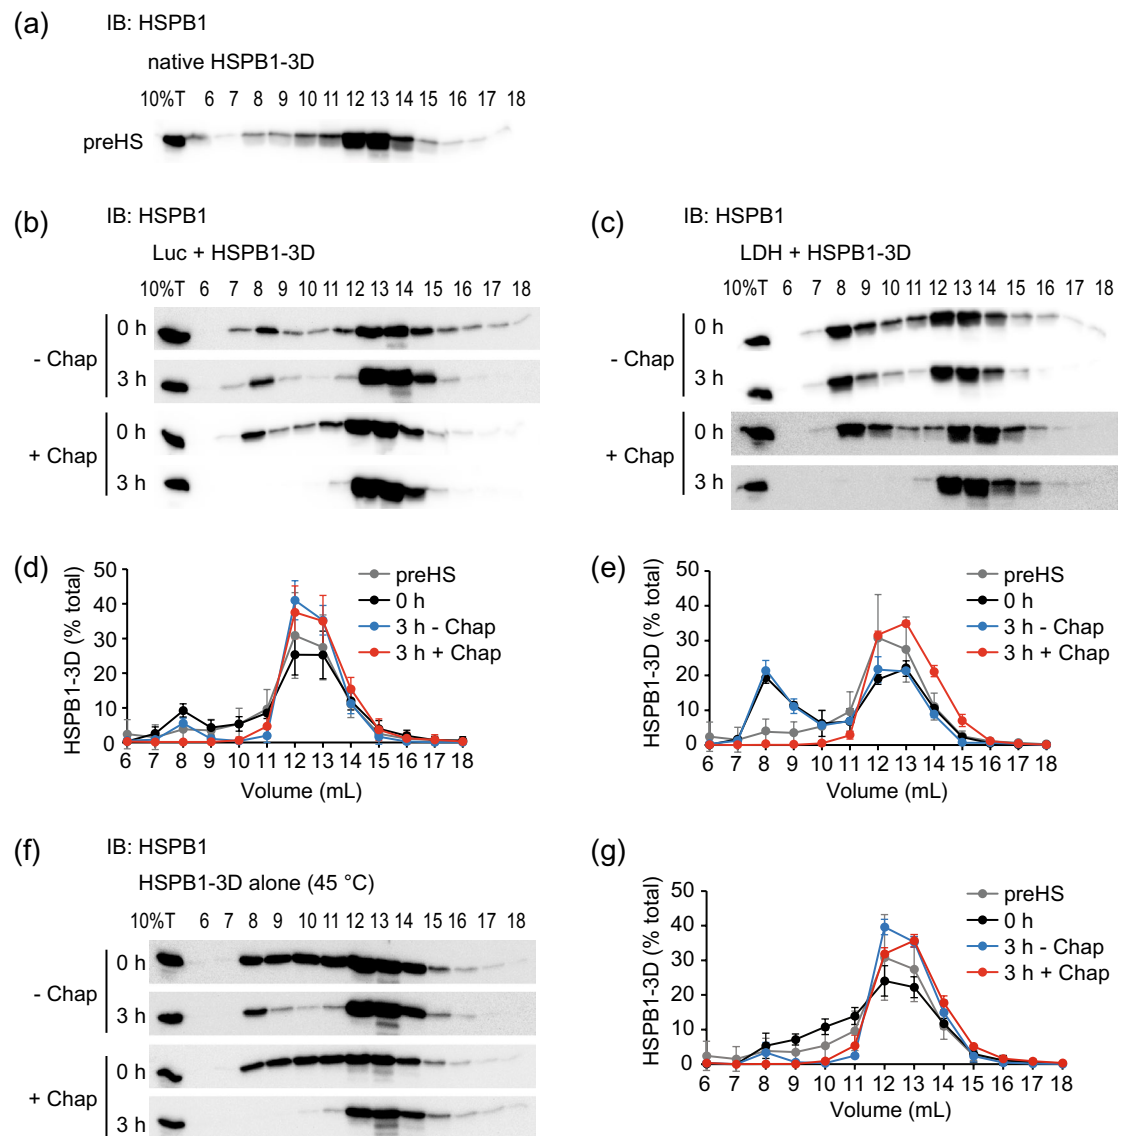 (a) IB: HSPB1
native HSPB1-3D
10%T 6 7 8 9 10 11 12 13 14 15 16 17 18
preHS
(b) IB: HSPB1
Luc + HSPB1-3D
10%T 6 7 8 9 10 11 12 13 14 15 16 17 18
- Chap
0 h
3 h
+ Chap
0 h
3 h
(c) IB: HSPB1
LDH + HSPB1-3D
10%T 6 7 8 9 10 11 12 13 14 15 16 17 18
- Chap
0 h
3 h
+ Chap
0 h
3 h
(d)
HSPB1-3D (% total)
50
40
30
20
10
0
6 7 8 9 10 11 12 13 14 15 16 17 18
Volume (mL)
preHS
0 h
3 h - Chap
3 h + Chap
(e)
HSPB1-3D (% total)
50
40
30
20
10
0
6 7 8 9 10 11 12 13 14 15 16 17 18
Volume (mL)
preHS
0 h
3 h - Chap
3 h + Chap
(f) IB: HSPB1
HSPB1-3D alone (45 °C)
10%T 6 7 8 9 10 11 12 13 14 15 16 17 18
- Chap
0 h
3 h
+ Chap
0 h
3 h
(g)
HSPB1-3D (% total)
50
40
30
20
10
0
6 7 8 9 10 11 12 13 14 15 16 17 18
Volume (mL)
preHS
0 h
3 h - Chap
3 h + Chap